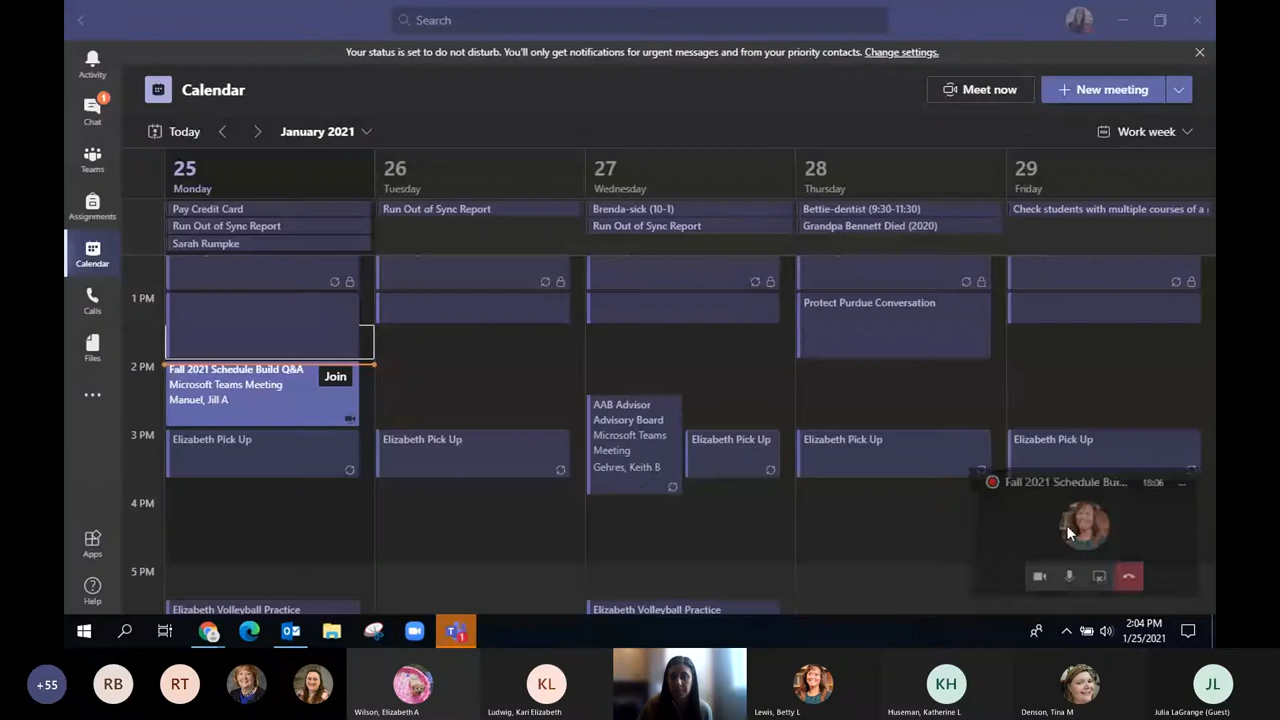 Search
Your status is set to do not disturb. You'll only get notifications for urgent messages and from your priority contacts. Change settings.
Activity
Calendar
Meet now
New meeting
Chat
1
Today
January 2021
Work week
Teams
25
Monday
26
Tuesday
27
Wednesday
28
Thursday
29
Friday
Assignments
Pay Credit Card
Run Out of Sync Report
Sarah Rumpke
Run Out of Sync Report
Brenda-sick (10-1)
Run Out of Sync Report
Bettie-dentist (9:30-11:30)
Grandpa Bennett Died (2020)
Check students with multiple courses of a
Calendar
Calls
Files
Apps
Help
1 PM
2 PM
3 PM
4 PM
5 PM
Protect Purdue Conversation
Fall 2021 Schedule Build Q&A
Microsoft Teams Meeting
Manuel, Jill A
Join
AAB Advisor
Advisory Board
Microsoft Teams
Meeting
Gehres, Keith B
Elizabeth Pick Up
Elizabeth Pick Up
Elizabeth Pick Up
Elizabeth Pick Up
Elizabeth Pick Up
Fall 2021 Schedule Bui...
18:06
Elizabeth Volleyball Practice
Elizabeth Volleyball Practice
1
2:04 PM
1/25/2021
+55
RB
RT
Wilson, Elizabeth A
KL
Ludwig, Kari Elizabeth
Lewis, Betty L
KH
Huseman, Katherine L
Denson, Tina M
JL
Julia LaGrange (Guest)